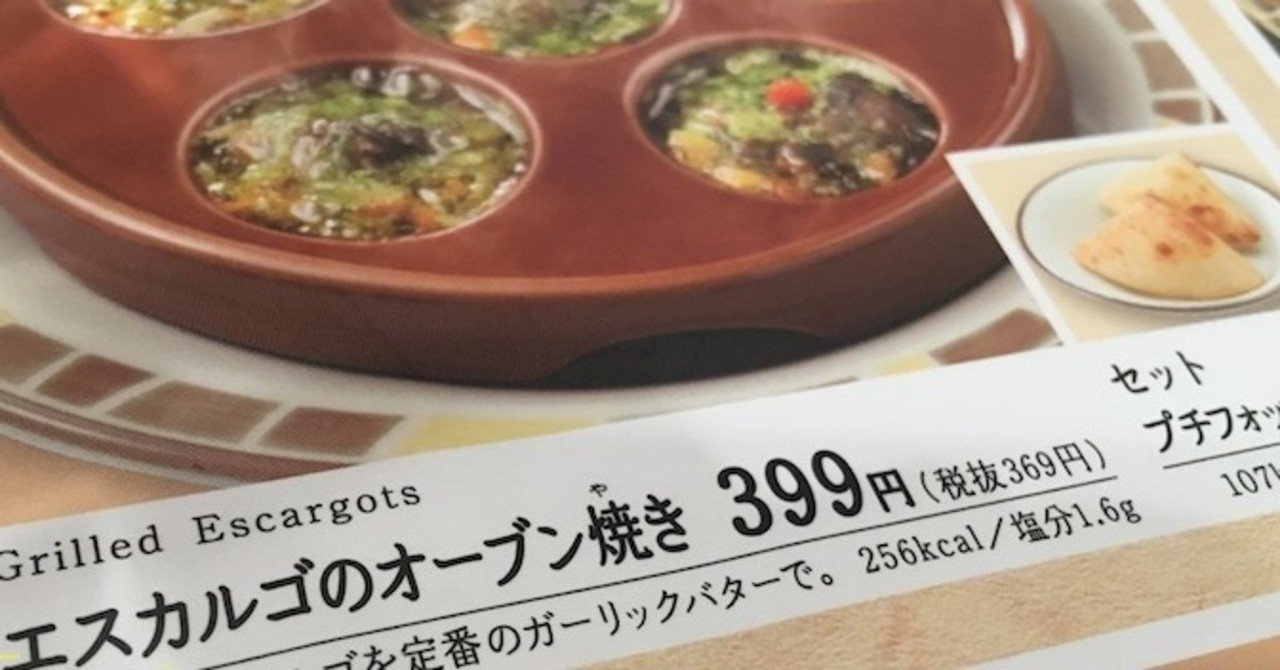 Grilled Escargots
エスカルゴのオーブン焼き 399円(税抜369円)
や
ゴを定番のガーリックバターで。 256kcal/塩分1.6g
セット
プチフォッ
107